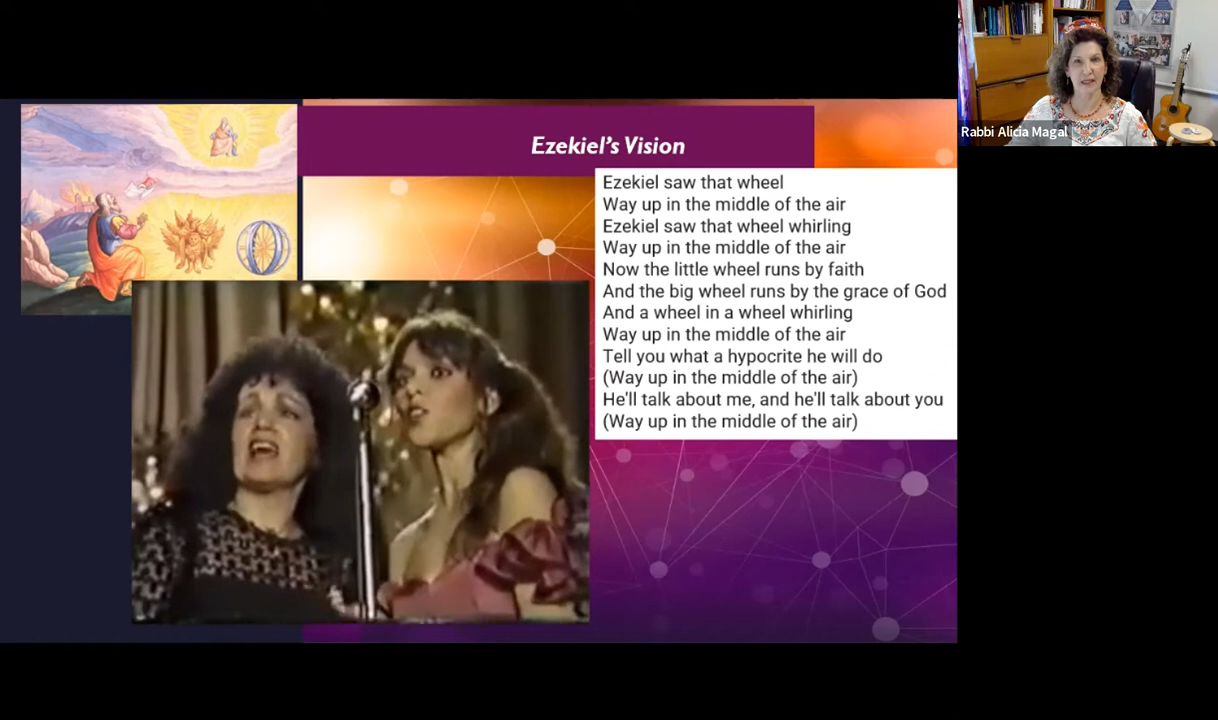 Rabbi Alicia Magal
Ezekiel's Vision
Ezekiel saw that wheel
Way up in the middle of the air
Ezekiel saw that wheel whirling
Way up in the middle of the air
Now the little wheel runs by faith
And the big wheel runs by the grace of God
And a wheel in a wheel whirling
Way up in the middle of the air
Tell you what a hypocrite he will do
(Way up in the middle of the air)
He'll talk about me, and he'll talk about you
(Way up in the middle of the air)